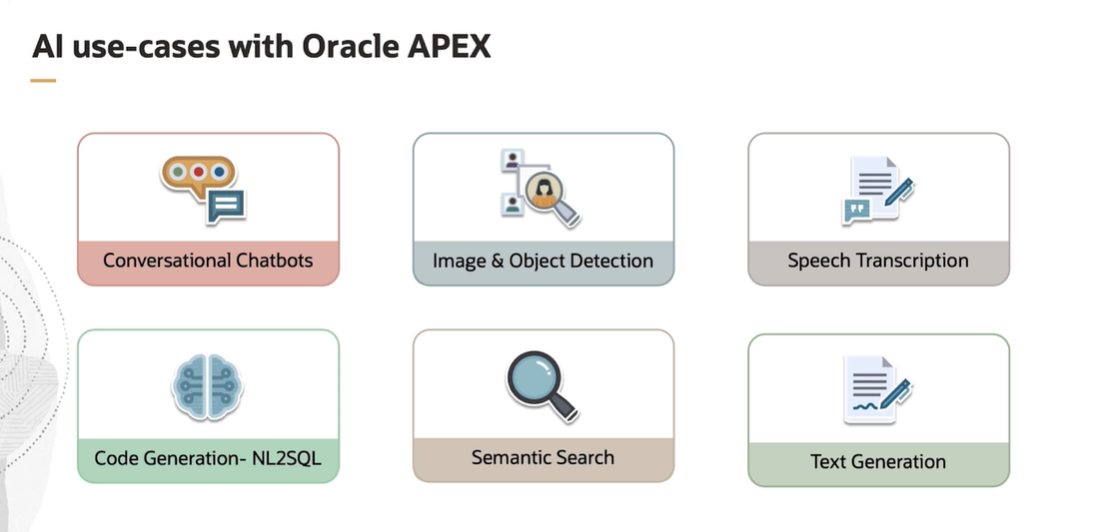 AI use-cases with Oracle APEX
Conversational Chatbots
Image & Object Detection
Speech Transcription
Code Generation- NL2SQL
Semantic Search
Text Generation